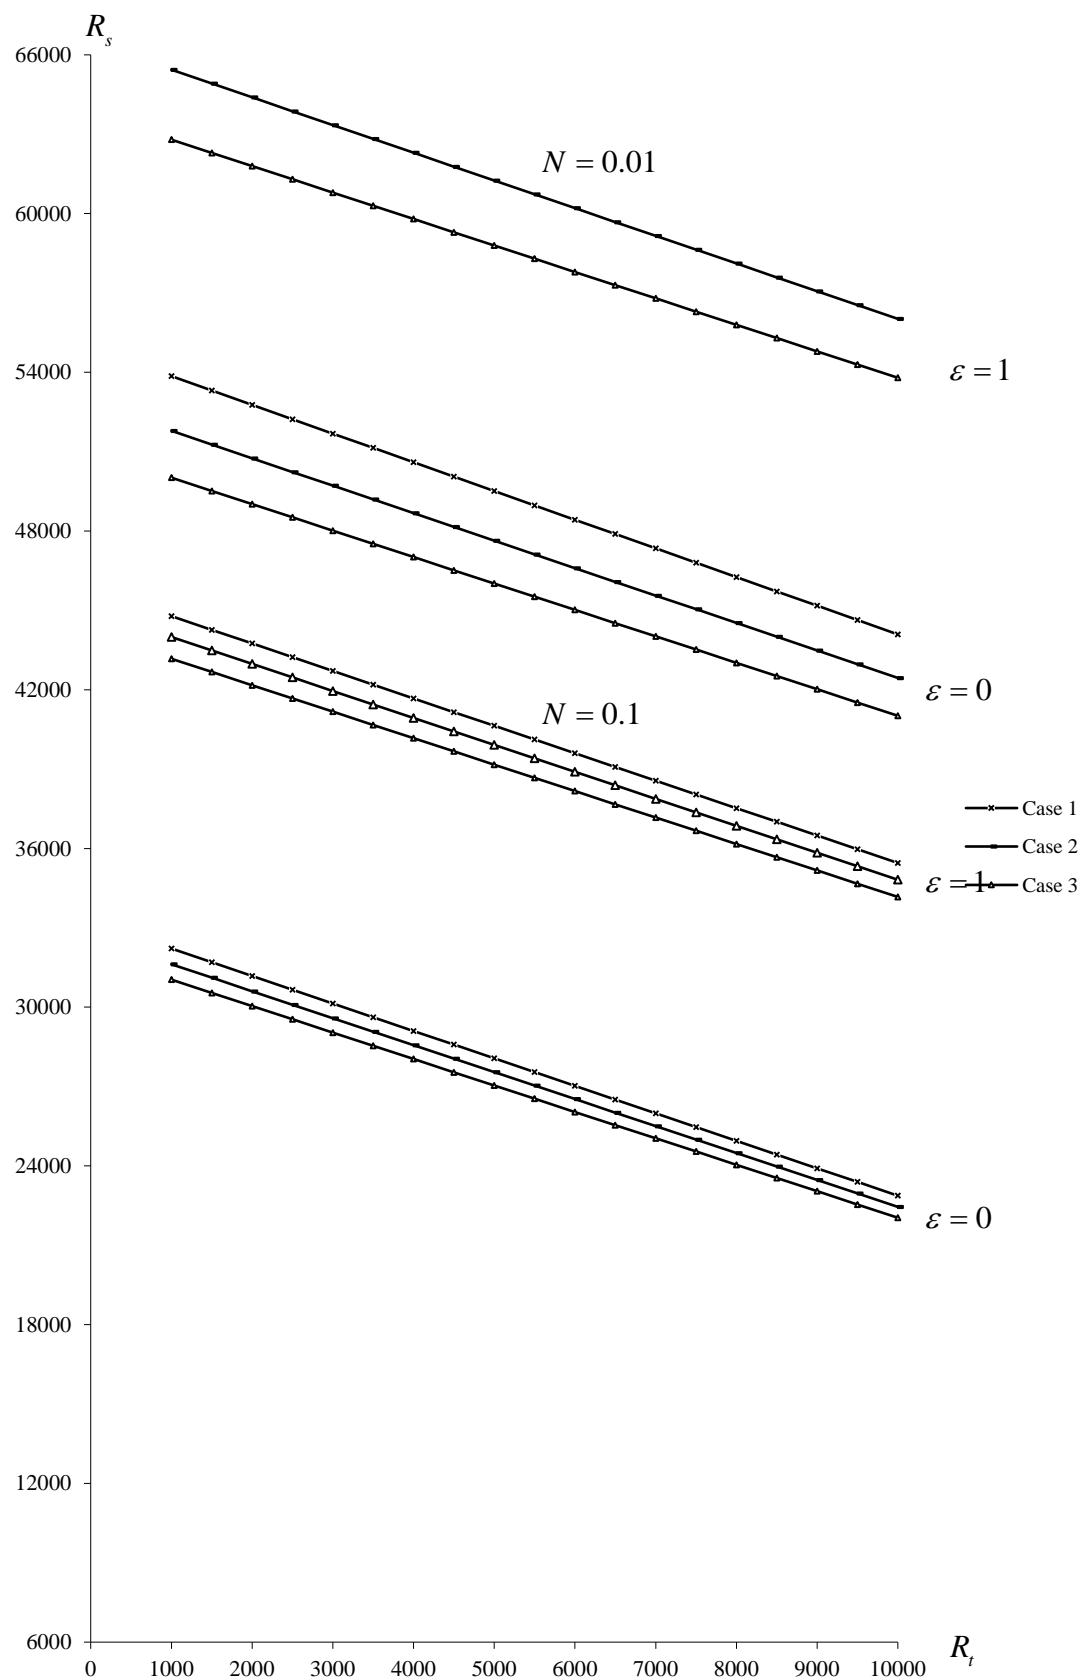 R_s
66000
N = 0.01
60000
54000
ε = 1
48000
42000
ε = 0
N = 0.1
Case 1
Case 2
36000
ε = 1
Case 3
30000
24000
ε = 0
18000
12000
6000
0 1000 2000 3000 4000 5000 6000 7000 8000 9000 10000
R_t